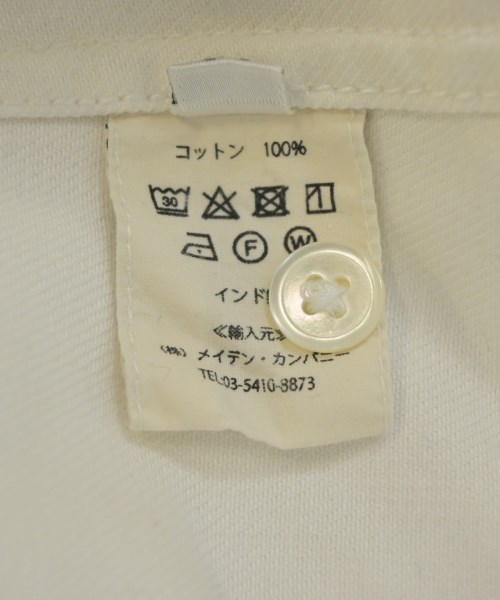 コットン 100%
30
F
W
インド
≪輸入元≫
(株) メイデン・カンパニー
TEL:03-5410-8873